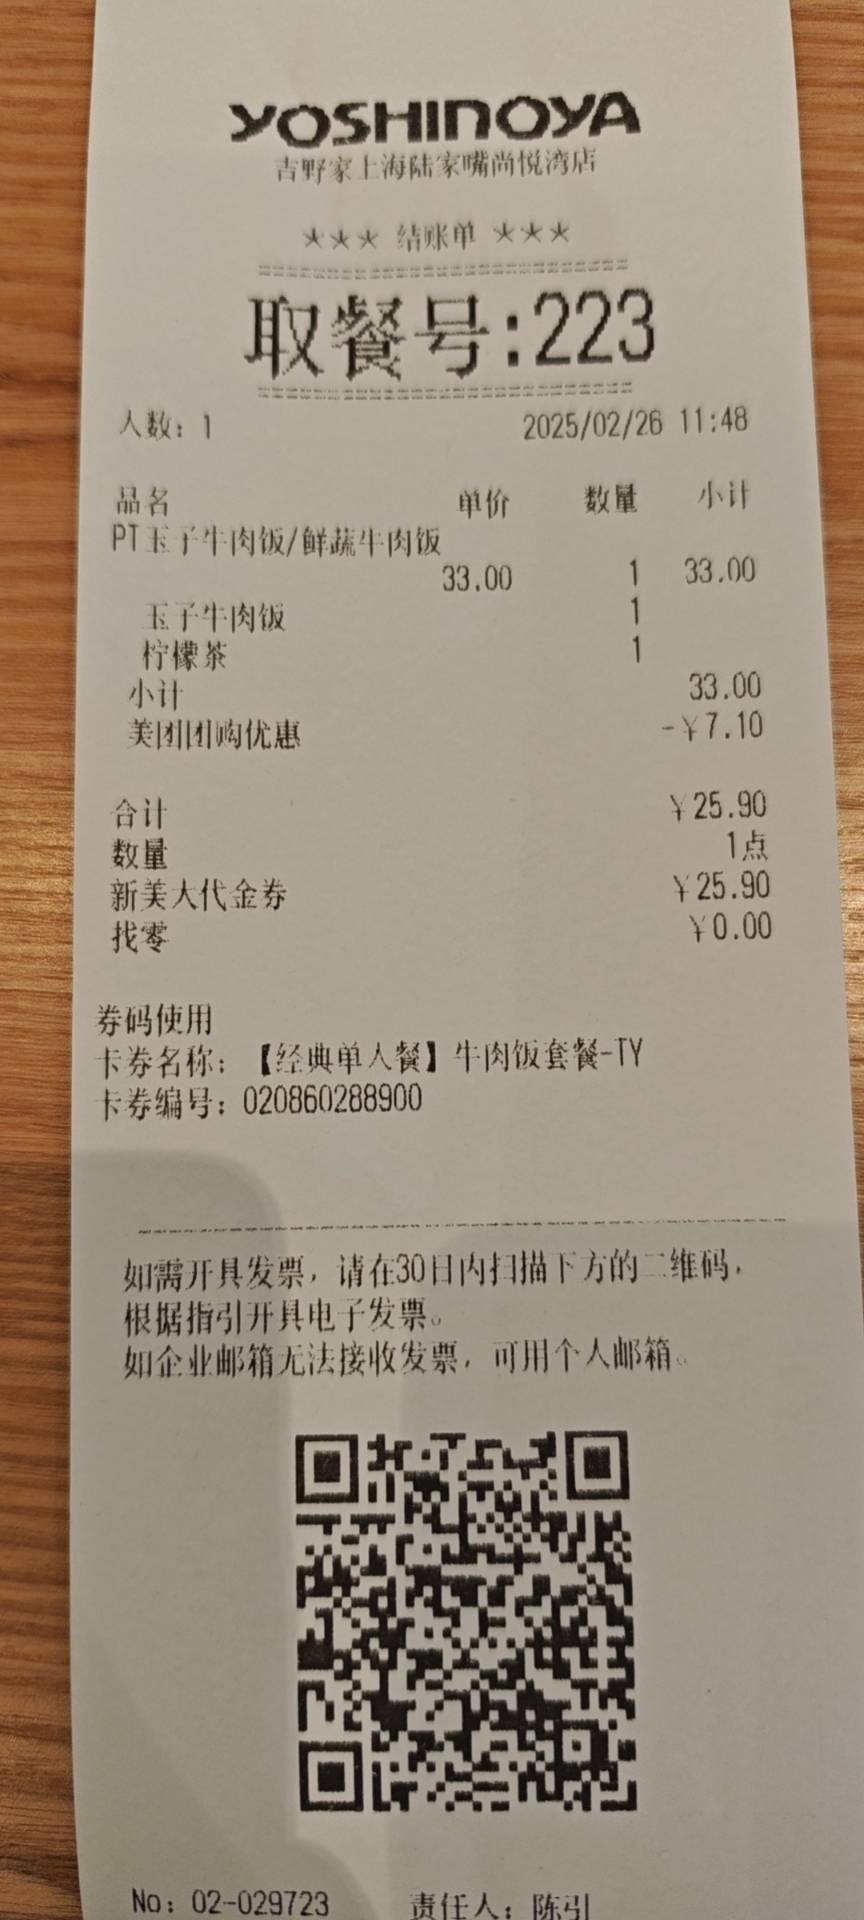 YOSHINOYA
吉野家上海陆家嘴尚悦湾店
★★★ 结账单 ★★★
取餐号:223
人数: 1 2025/02/26 11:48
品名 单价 数量 小计
PT玉子牛肉饭/鲜蔬牛肉饭
33.00 1 33.00
玉子牛肉饭 1
柠檬茶 1
小计 33.00
美团团购优惠 -¥7.10
合计 ¥25.90
数量 1点
新美大代金券 ¥25.90
找零 ¥0.00
券码使用
卡券名称: 【经典单人餐】牛肉饭套餐-TY
卡券编号: 020860288900
如需开具发票，请在30日内扫描下方的二维码，
根据指引开具电子发票。
如企业邮箱无法接收发票，可用个人邮箱。
No: 02-029723 责任人: 陈引